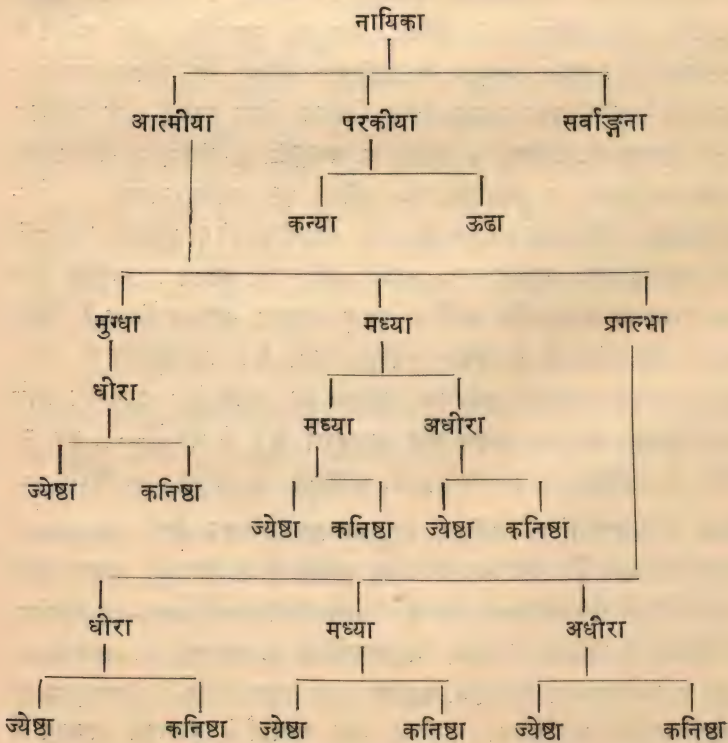 नायिका
आत्मीया परकीया सर्वाङ्गना
कन्या ऊढा
मुग्धा मध्या प्रगल्भा
धीरा
मध्या अधीरा
ज्येष्ठा कनिष्ठा
ज्येष्ठा कनिष्ठा ज्येष्ठा कनिष्ठा
धीरा मध्या अधीरा
ज्येष्ठा कनिष्ठा ज्येष्ठा कनिष्ठा ज्येष्ठा कनिष्ठा